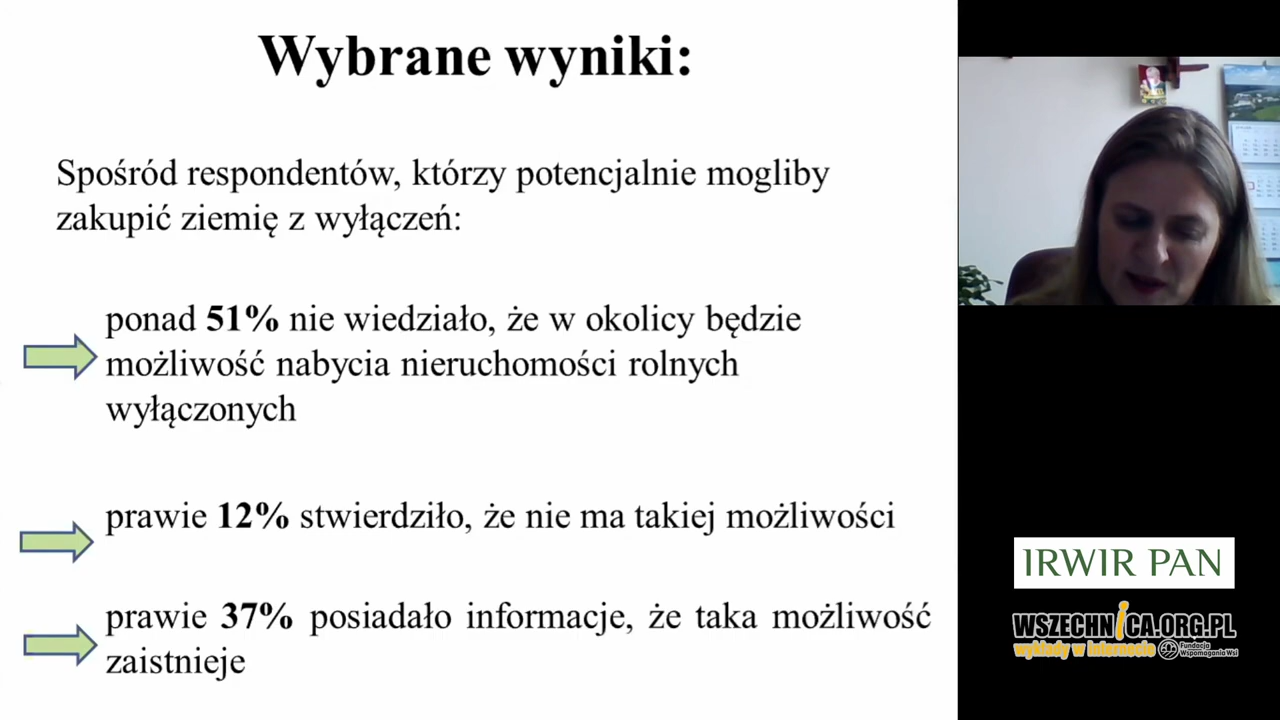 Wybrane wyniki:
Spośród respondentów, którzy potencjalnie mogliby
zakupić ziemię z wyłączeń:
ponad 51% nie wiedziało, że w okolicy będzie
możliwość nabycia nieruchomości rolnych
wyłączonych
prawie 12% stwierdziło, że nie ma takiej możliwości
prawie 37% posiadało informacje, że taka możliwość
zaistnieje
IRWIR PAN
WSZECHNICA.ORG.PL
wykłady w internecie
Fundacja
Wspomagania Wsi